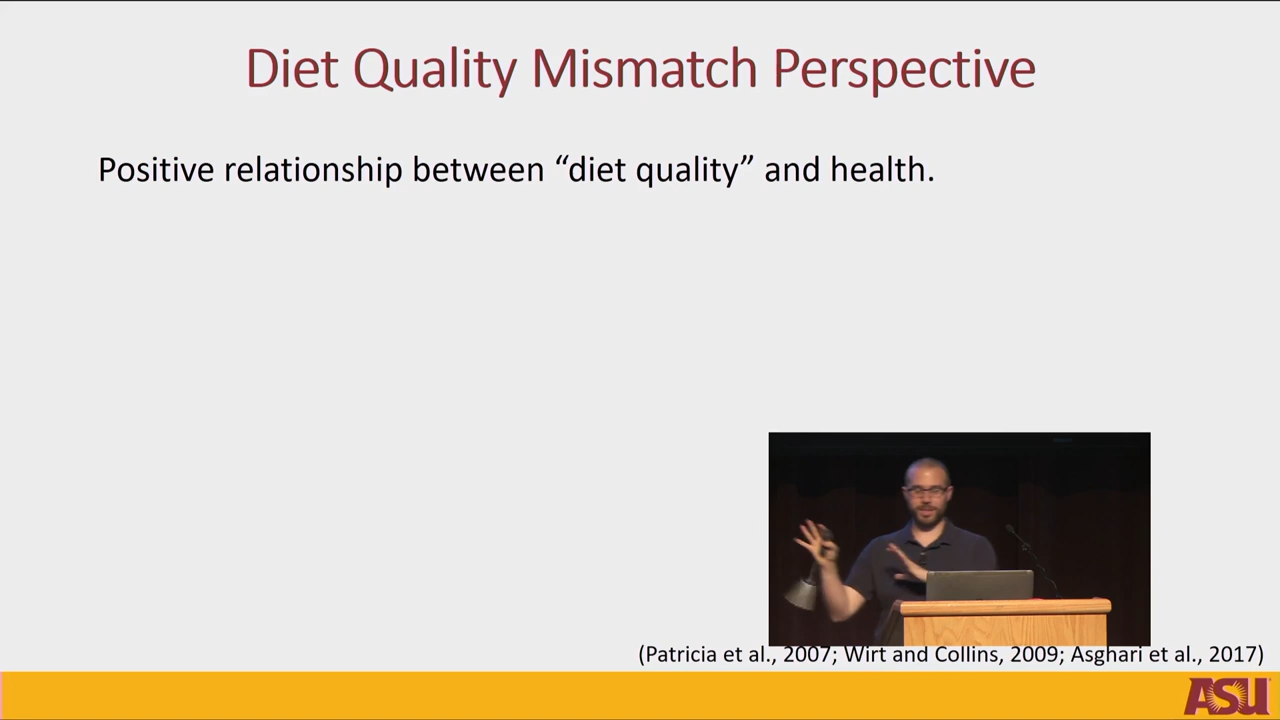 Diet Quality Mismatch Perspective
Positive relationship between “diet quality” and health.
(Patricia et al., 2007; Wirt and Collins, 2009; Asghari et al., 2017)
ASU